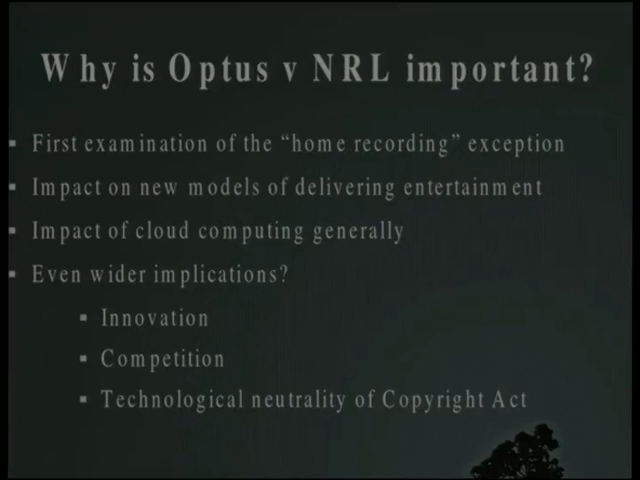 Why is Optus v NRL important?
▪ First examination of the “home recording” exception
▪ Impact on new models of delivering entertainment
▪ Impact of cloud computing generally
▪ Even wider implications?
▪ Innovation
▪ Competition
▪ Technological neutrality of Copyright Act